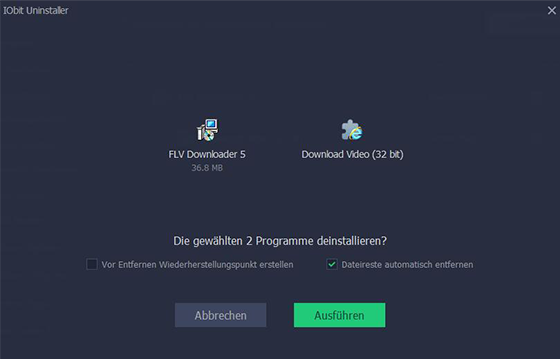 IObit Uninstaller
FLV Downloader 5
36.8 MB
Download Video (32 bit)
Die gewählten 2 Programme deinstallieren?
Vor Entfernen Wiederherstellungspunkt erstellen
Dateireste automatisch entfernen
Abbrechen
Ausführen